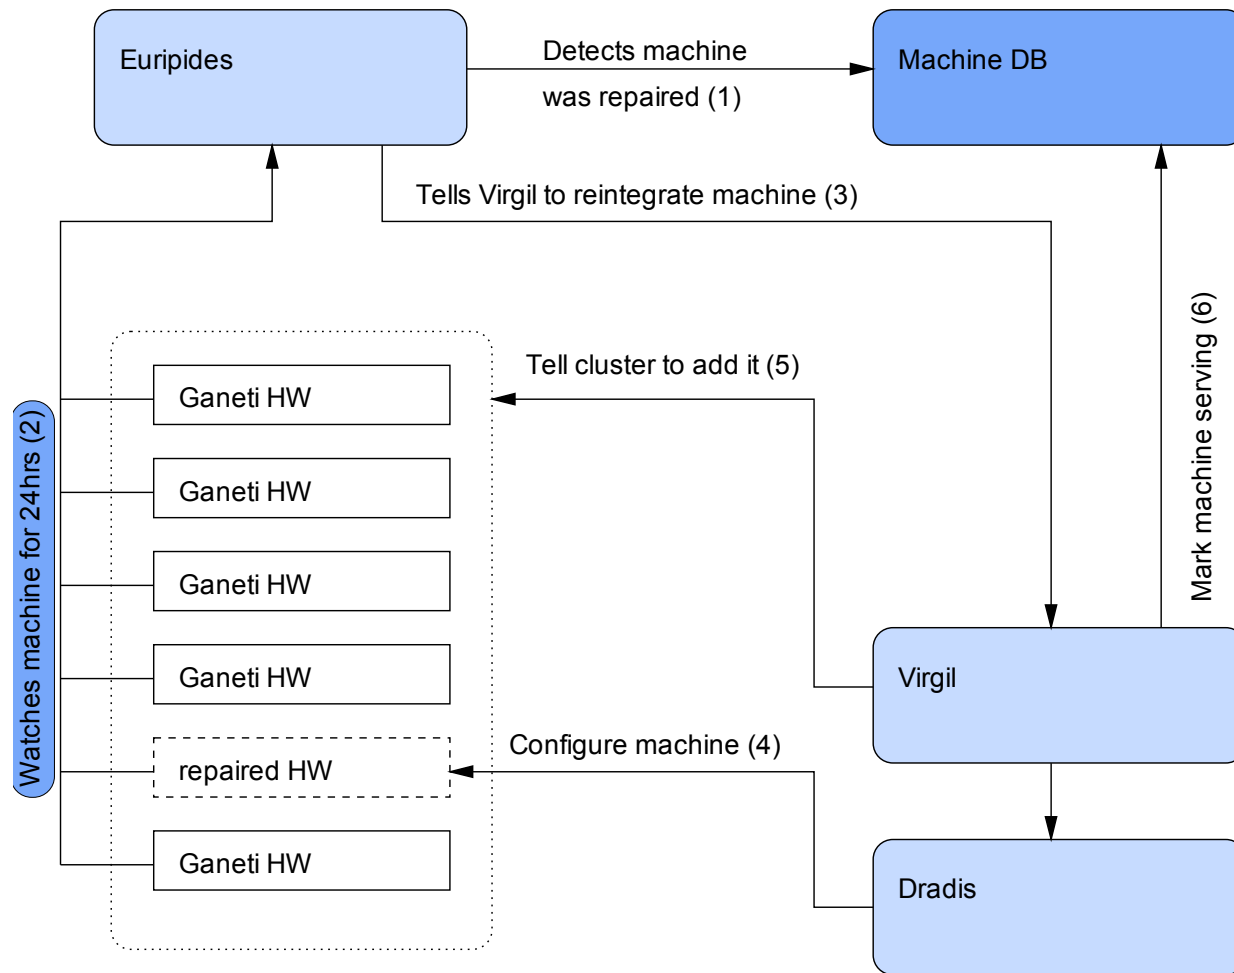 Euripides
Detects machine
was repaired (1)
Machine DB
Tells Virgil to reintegrate machine (3)
Mark machine serving (6)
Tell cluster to add it (5)
Ganeti HW
Watches machine for 24hrs (2)
Ganeti HW
Ganeti HW
Ganeti HW
Virgil
Configure machine (4)
repaired HW
Ganeti HW
Dradis